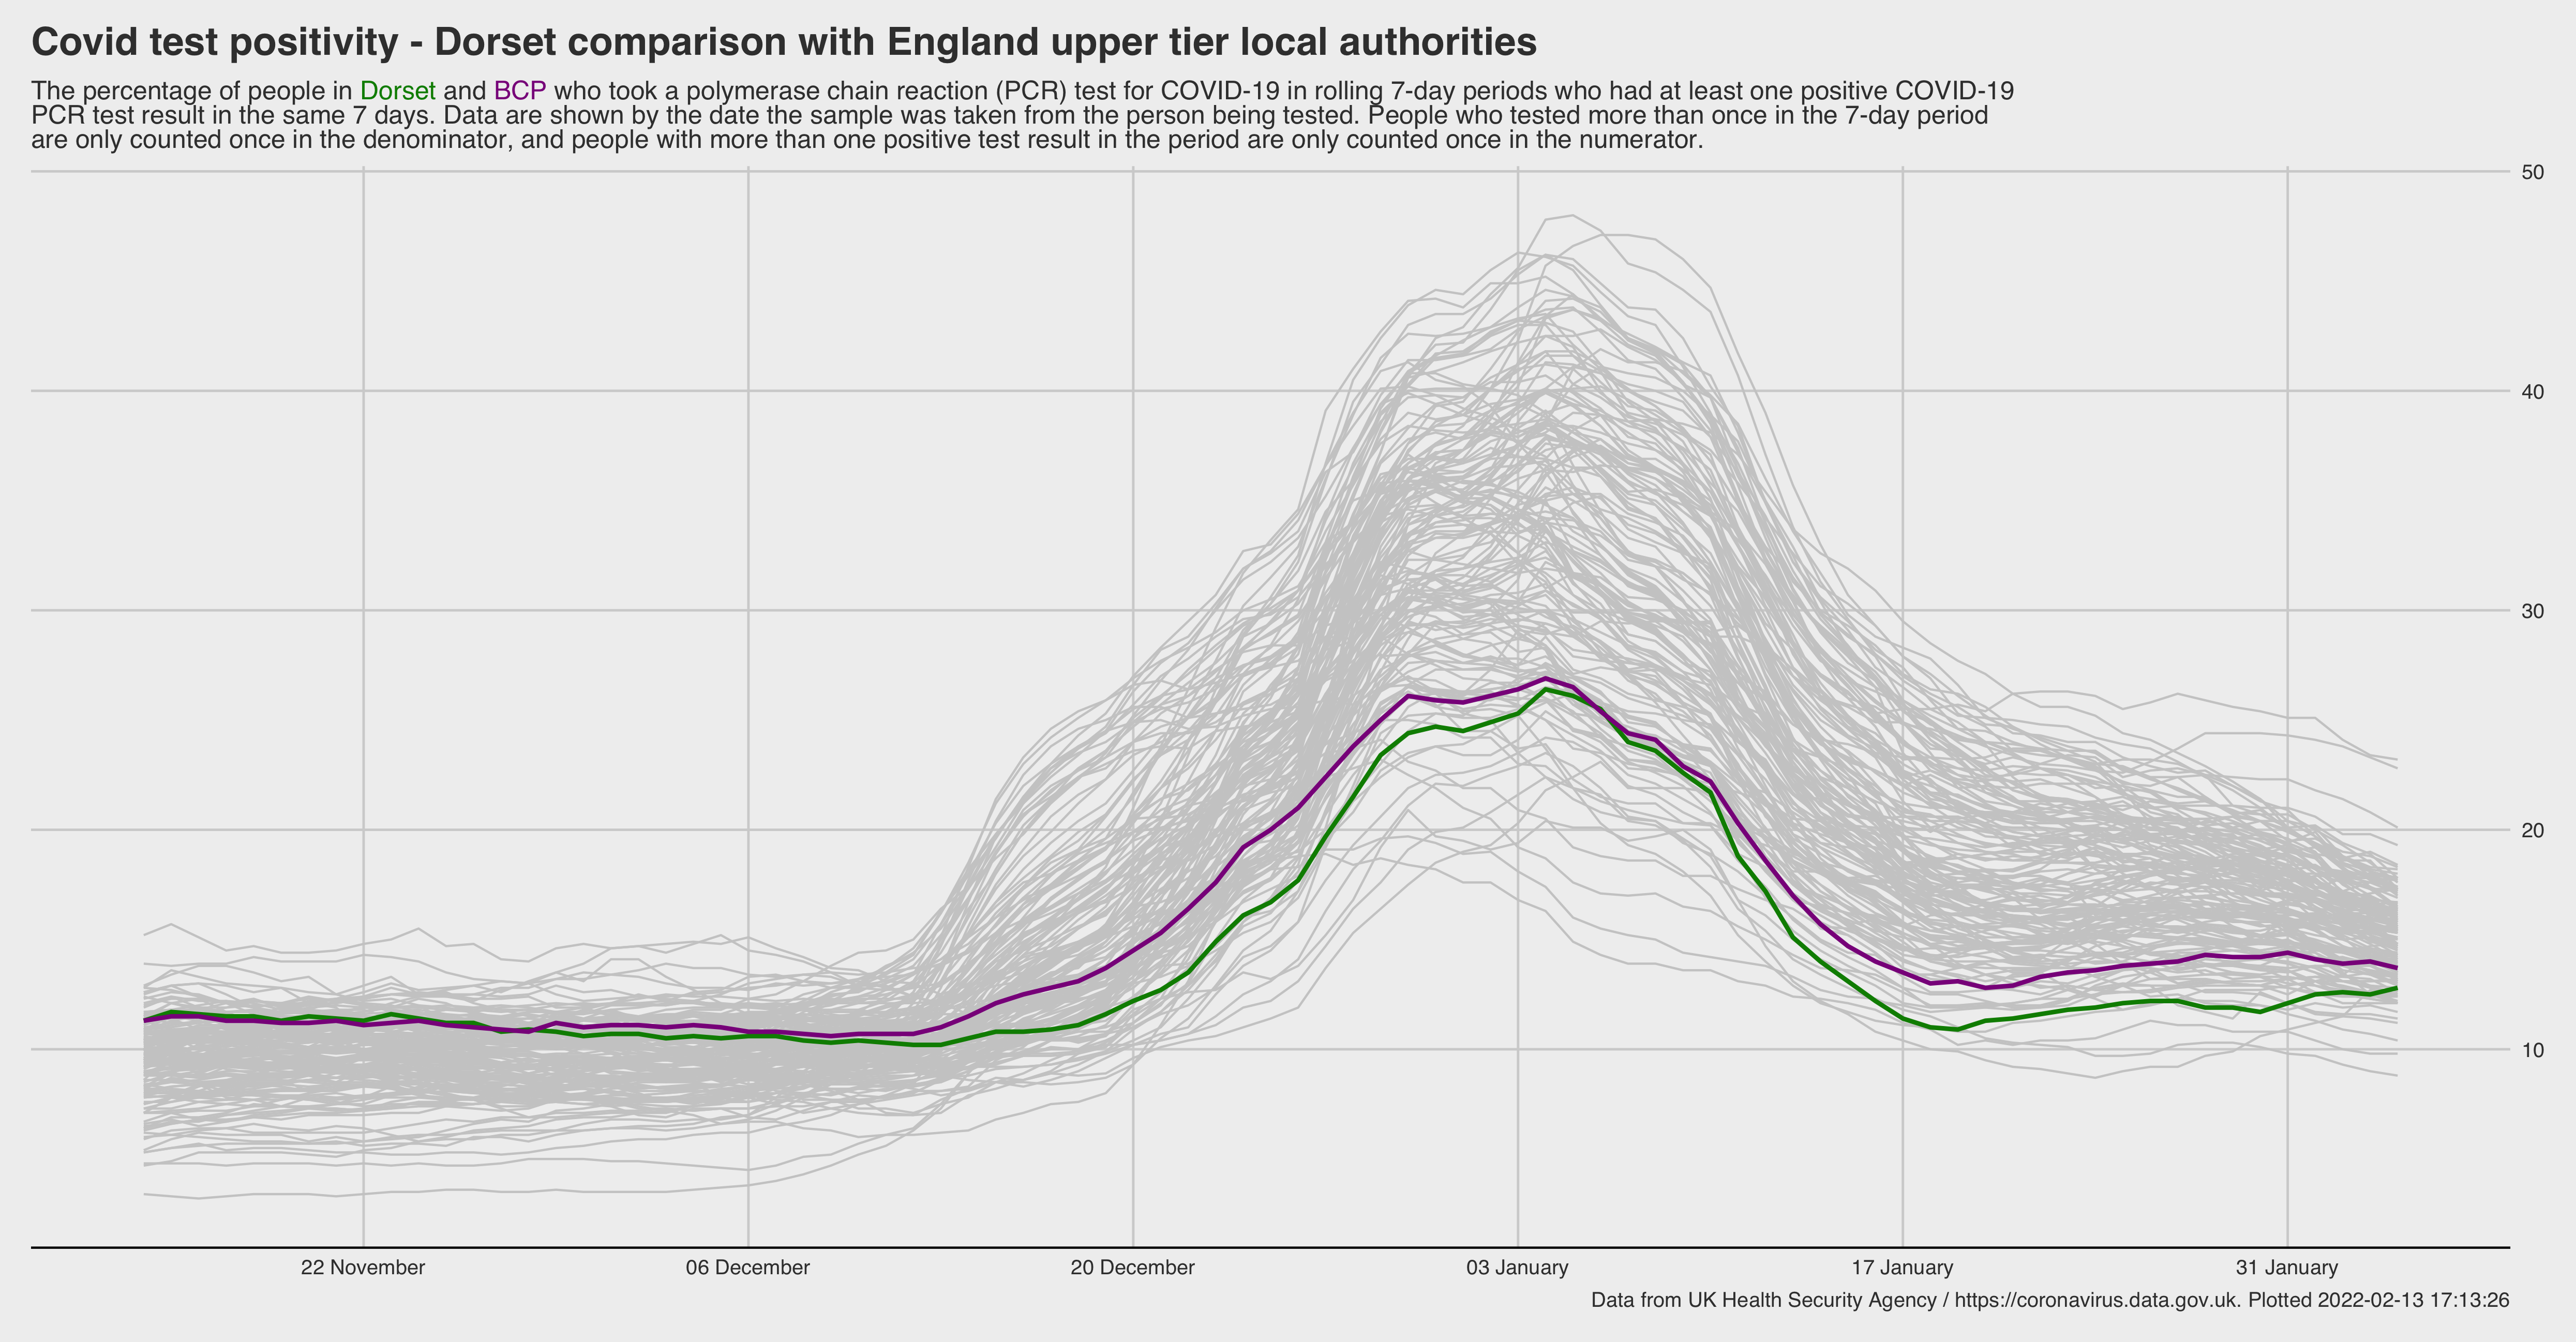 Covid test positivity - Dorset comparison with England upper tier local authorities
The percentage of people in Dorset and BCP who took a polymerase chain reaction (PCR) test for COVID-19 in rolling 7-day periods who had at least one positive COVID-19
PCR test result in the same 7 days. Data are shown by the date the sample was taken from the person being tested. People who tested more than once in the 7-day period
are only counted once in the denominator, and people with more than one positive test result in the period are only counted once in the numerator.
50
40
30
20
10
22 November 06 December 20 December 03 January 17 January 31 January
Data from UK Health Security Agency / https://coronavirus.data.gov.uk. Plotted 2022-02-13 17:13:26